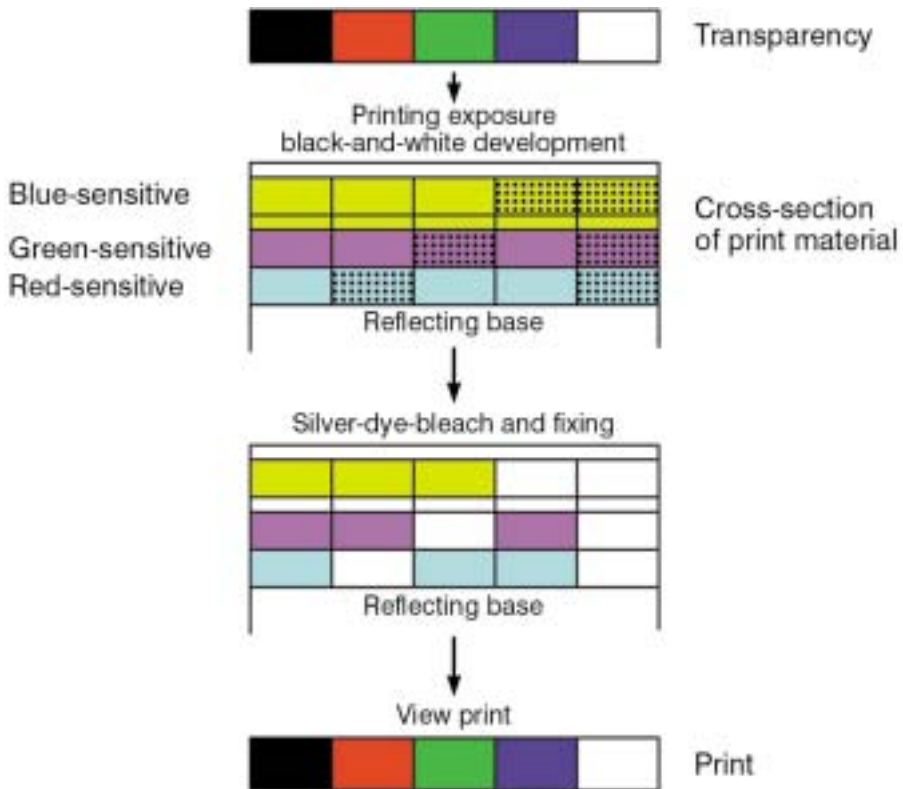 Transparency
Printing exposure
black-and-white development
Blue-sensitive
Green-sensitive
Red-sensitive
Cross-section
of print material
Reflecting base
Silver-dye-bleach and fixing
Reflecting base
View print
Print